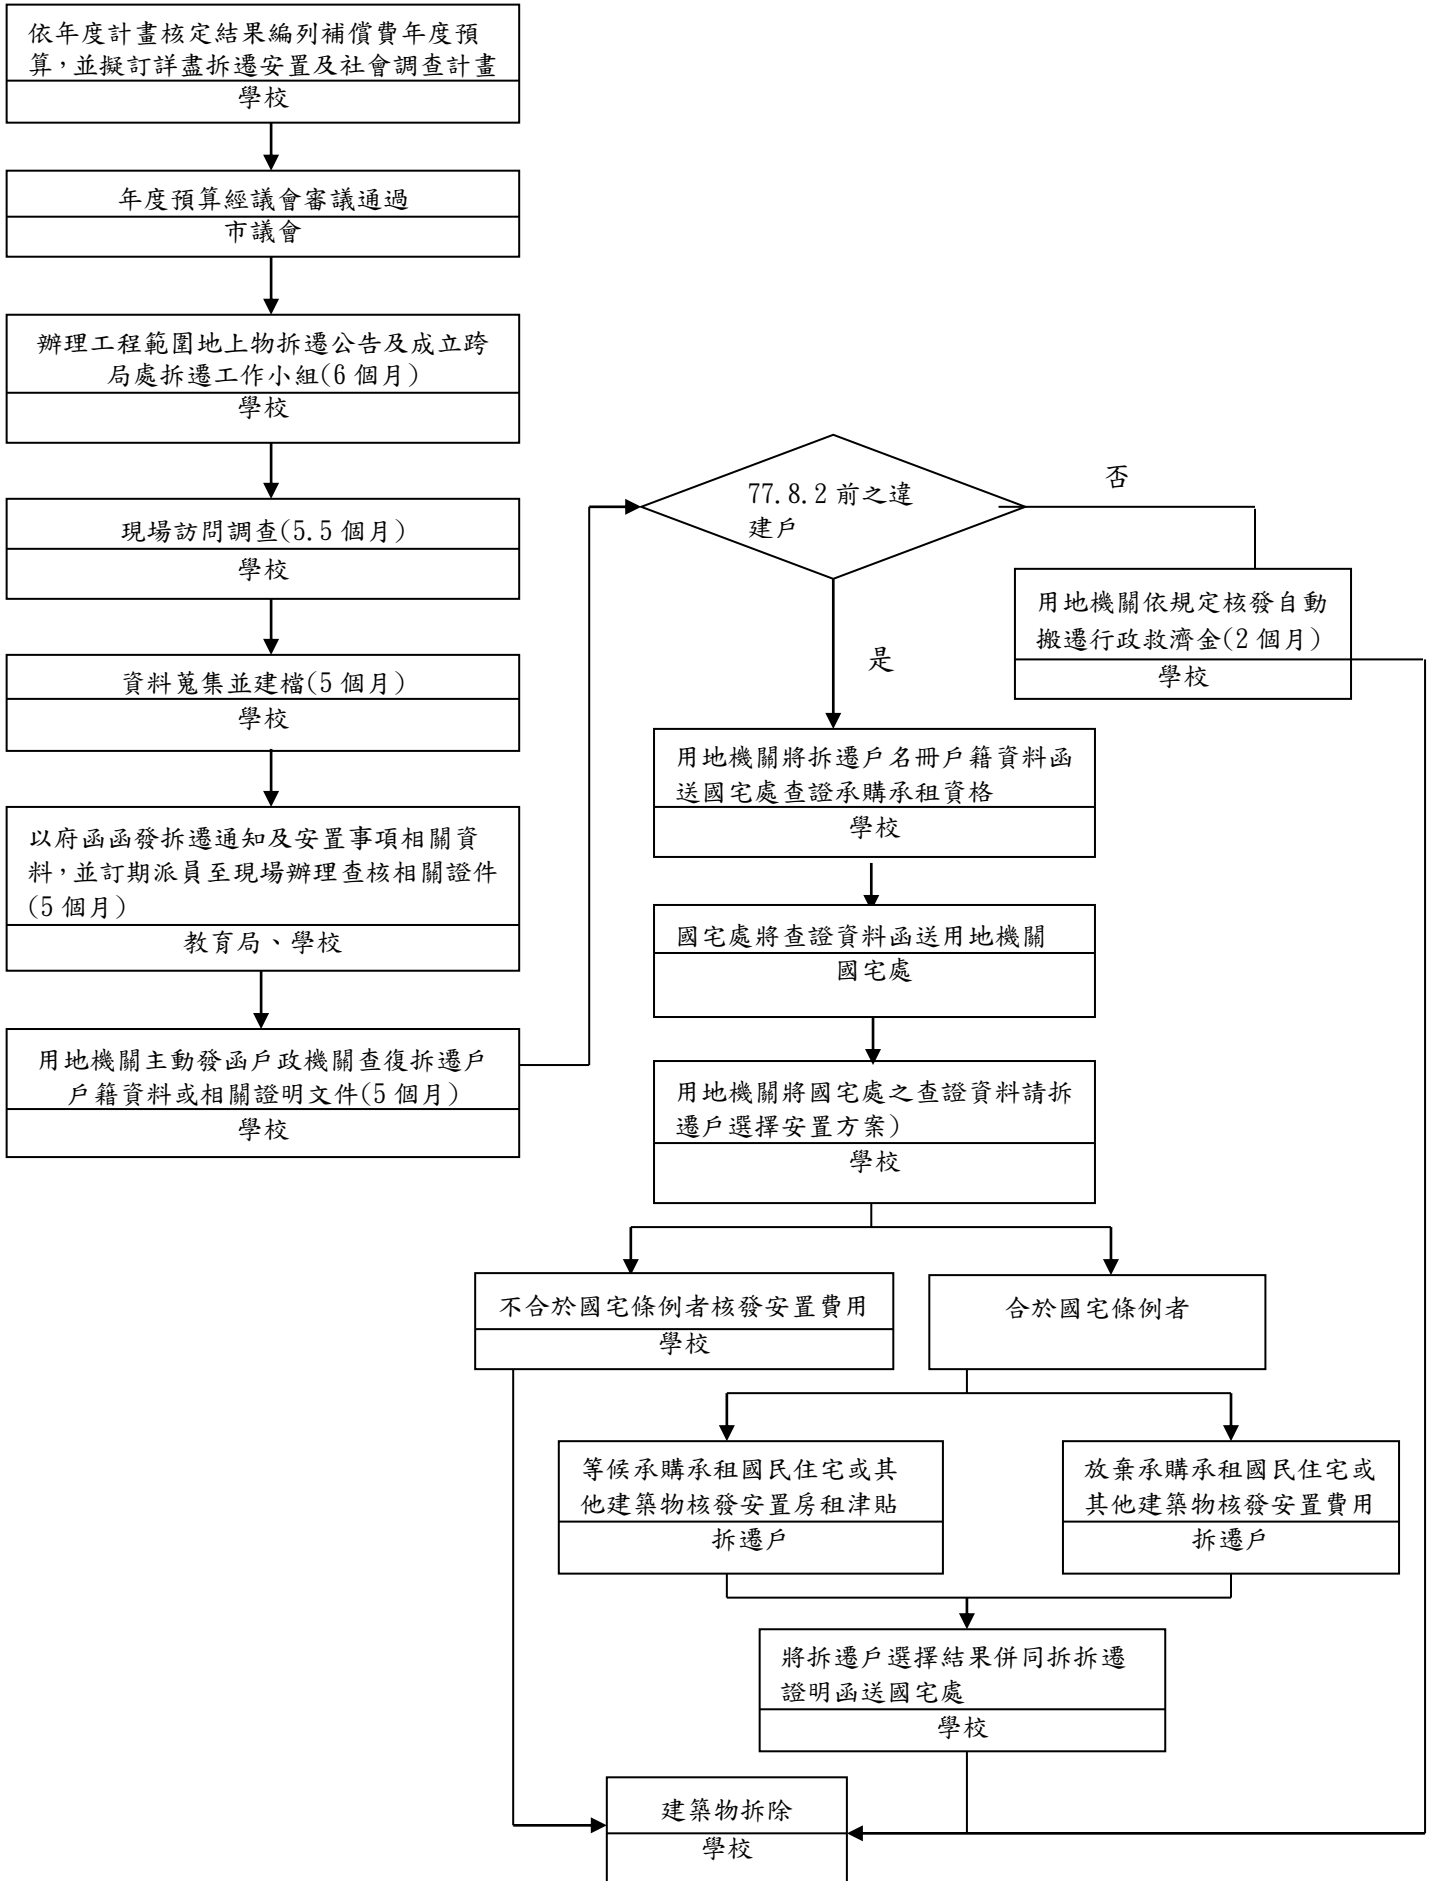 依年度計畫核定結果編列補償費年度預
算，並擬訂詳盡拆遷安置及社會調查計畫
學校
年度預算經議會審議通過
市議會
辦理工程範圍地上物拆遷公告及成立跨
局處拆遷工作小組(6 個月)
學校
現場訪問調查(5.5 個月)
學校
資料蒐集並建檔(5 個月)
學校
以府函函發拆遷通知及安置事項相關資
料，並訂期派員至現場辦理查核相關證件
(5 個月)
教育局、學校
用地機關主動發函戶政機關查復拆遷戶
戶籍資料或相關證明文件(5 個月)
學校
77.8.2 前之違
建戶
否
用地機關依規定核發自動
搬遷行政救濟金(2 個月)
學校
是
用地機關將拆遷戶名冊戶籍資料函
送國宅處查證承購承租資格
學校
國宅處將查證資料函送用地機關
國宅處
用地機關將國宅處之查證資料請拆
遷戶選擇安置方案)
學校
不合於國宅條例者核發安置費用
學校
合於國宅條例者
等候承購承租國民住宅或其
他建築物核發安置房租津貼
拆遷戶
放棄承購承租國民住宅或
其他建築物核發安置費用
拆遷戶
將拆遷戶選擇結果併同拆拆遷
證明函送國宅處
學校
建築物拆除
學校